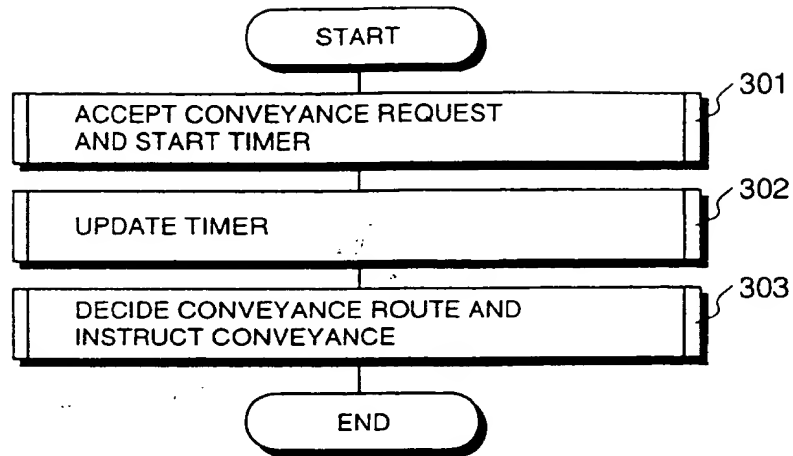 START
301
ACCEPT CONVEYANCE REQUEST
AND START TIMER
302
UPDATE TIMER
303
DECIDE CONVEYANCE ROUTE AND
INSTRUCT CONVEYANCE
END